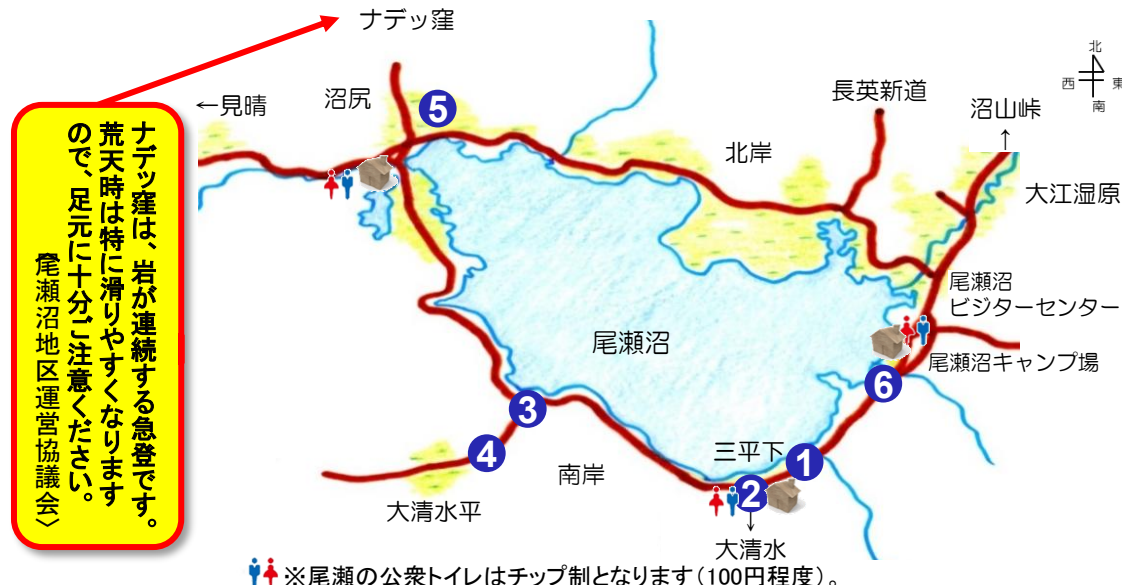 ナデッ窪
北
西 東
南
←見晴
沼尻
5
長英新道
沼山峠
↑
北岸
大江湿原
ナデッ窪は、岩が連続する急登です。
荒天時は特に滑りやすくなります
ので、足元に十分ご注意ください。
〈尾瀬沼地区運営協議会〉
尾瀬沼
ビジターセンター
尾瀬沼
尾瀬沼キャンプ場
6
3
三平下
1
4
南岸
2
大清水平
↓
大清水
※尾瀬の公衆トイレはチップ制となります(100円程度)。